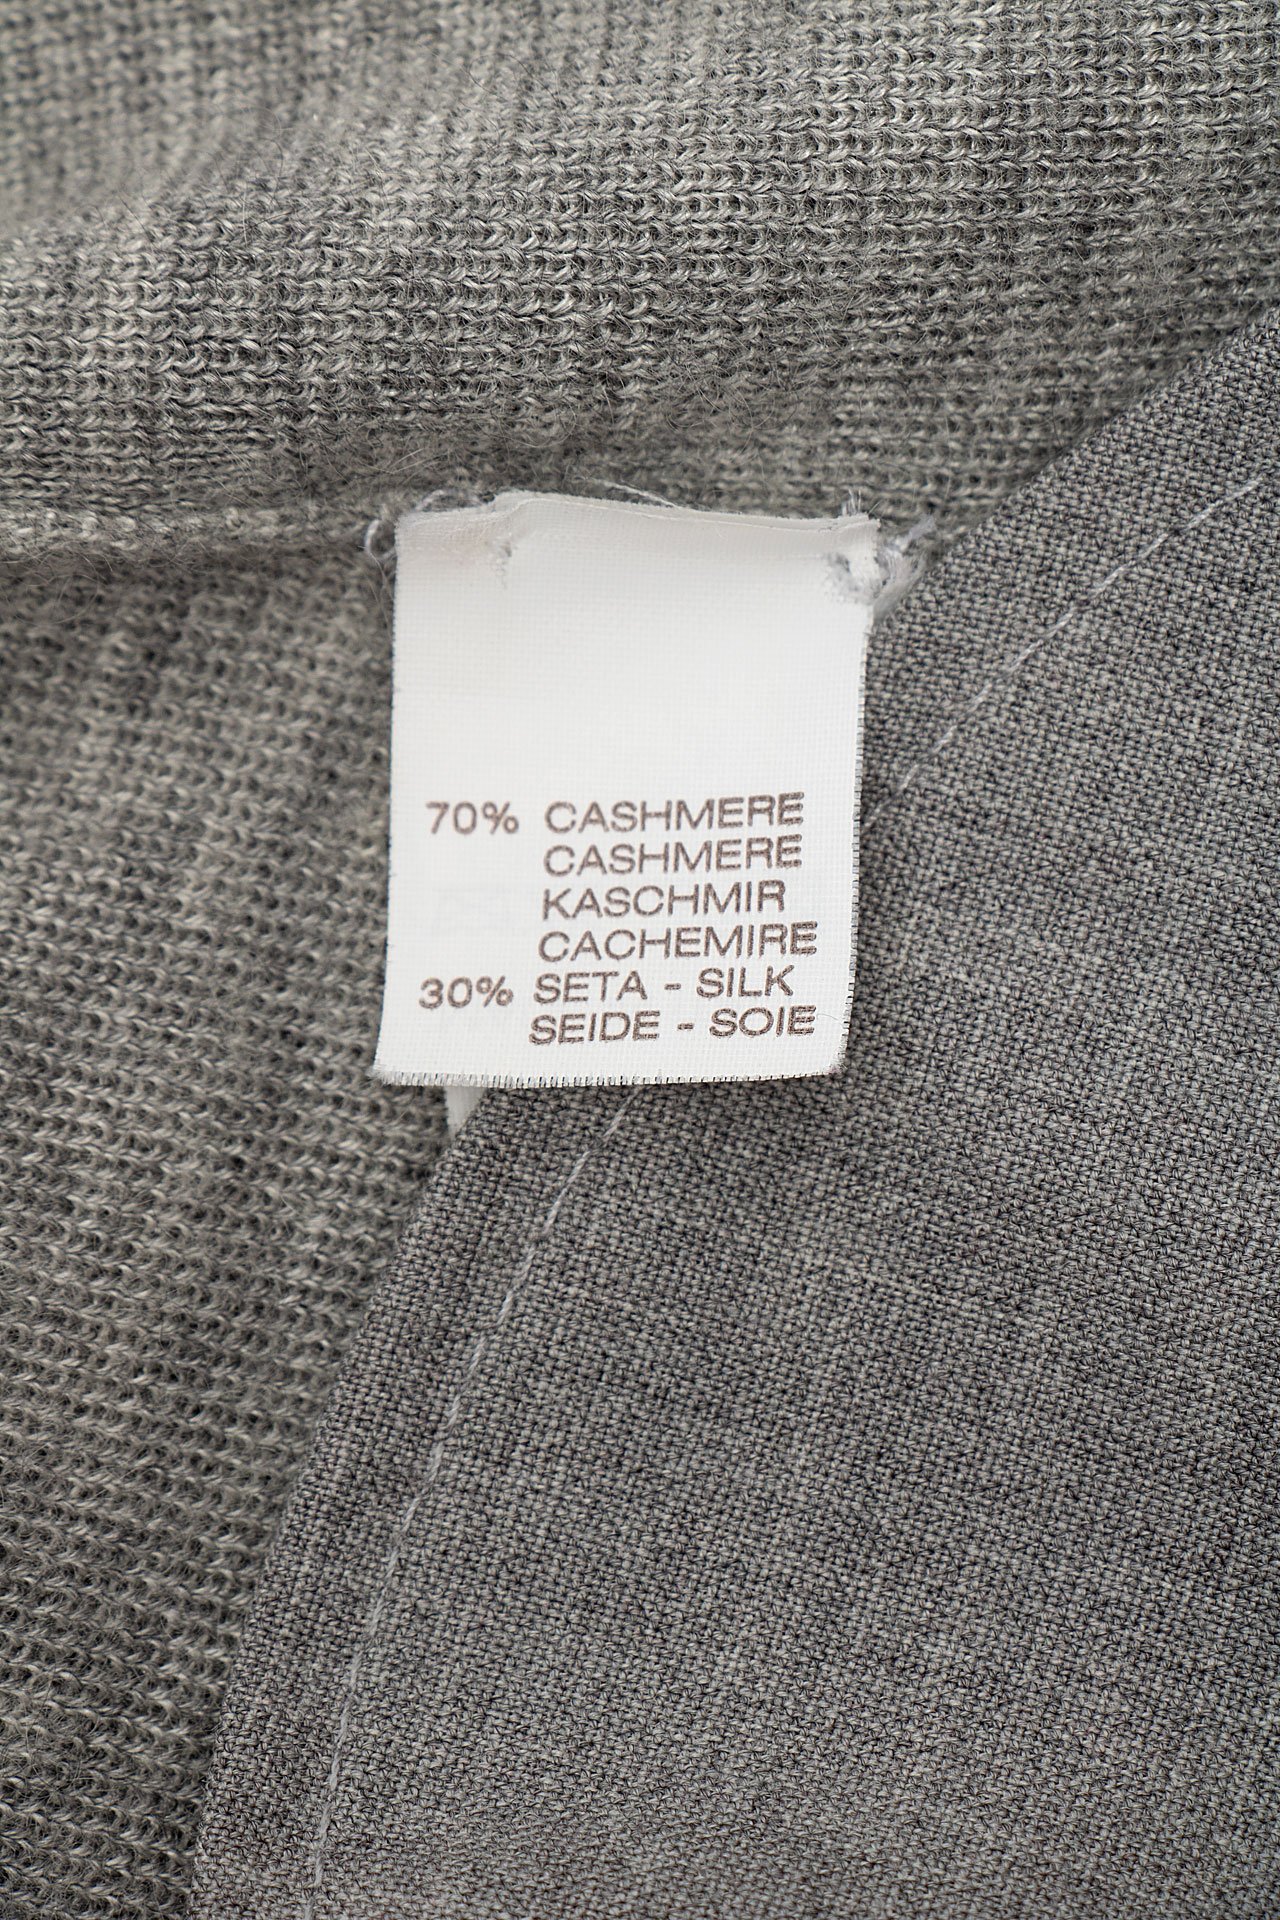 70% CASHMERE
CASHMERE
KASCHMIR
CACHEMIRE
30% SETA - SILK
SEIDE - SOIE